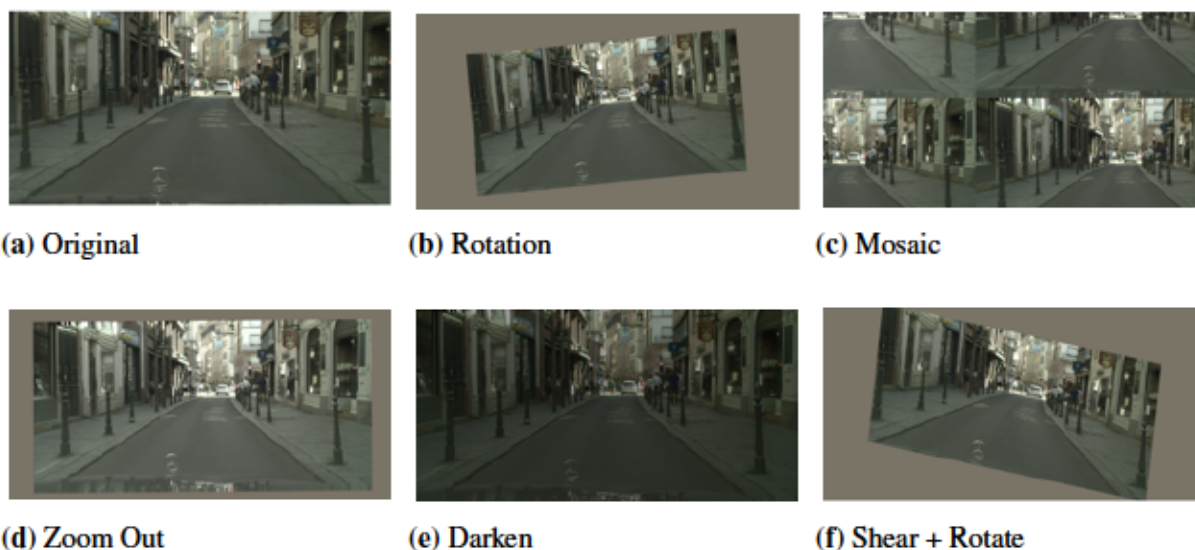 (a) Original
(b) Rotation
(c) Mosaic
(d) Zoom Out
(e) Darken
(f) Shear + Rotate